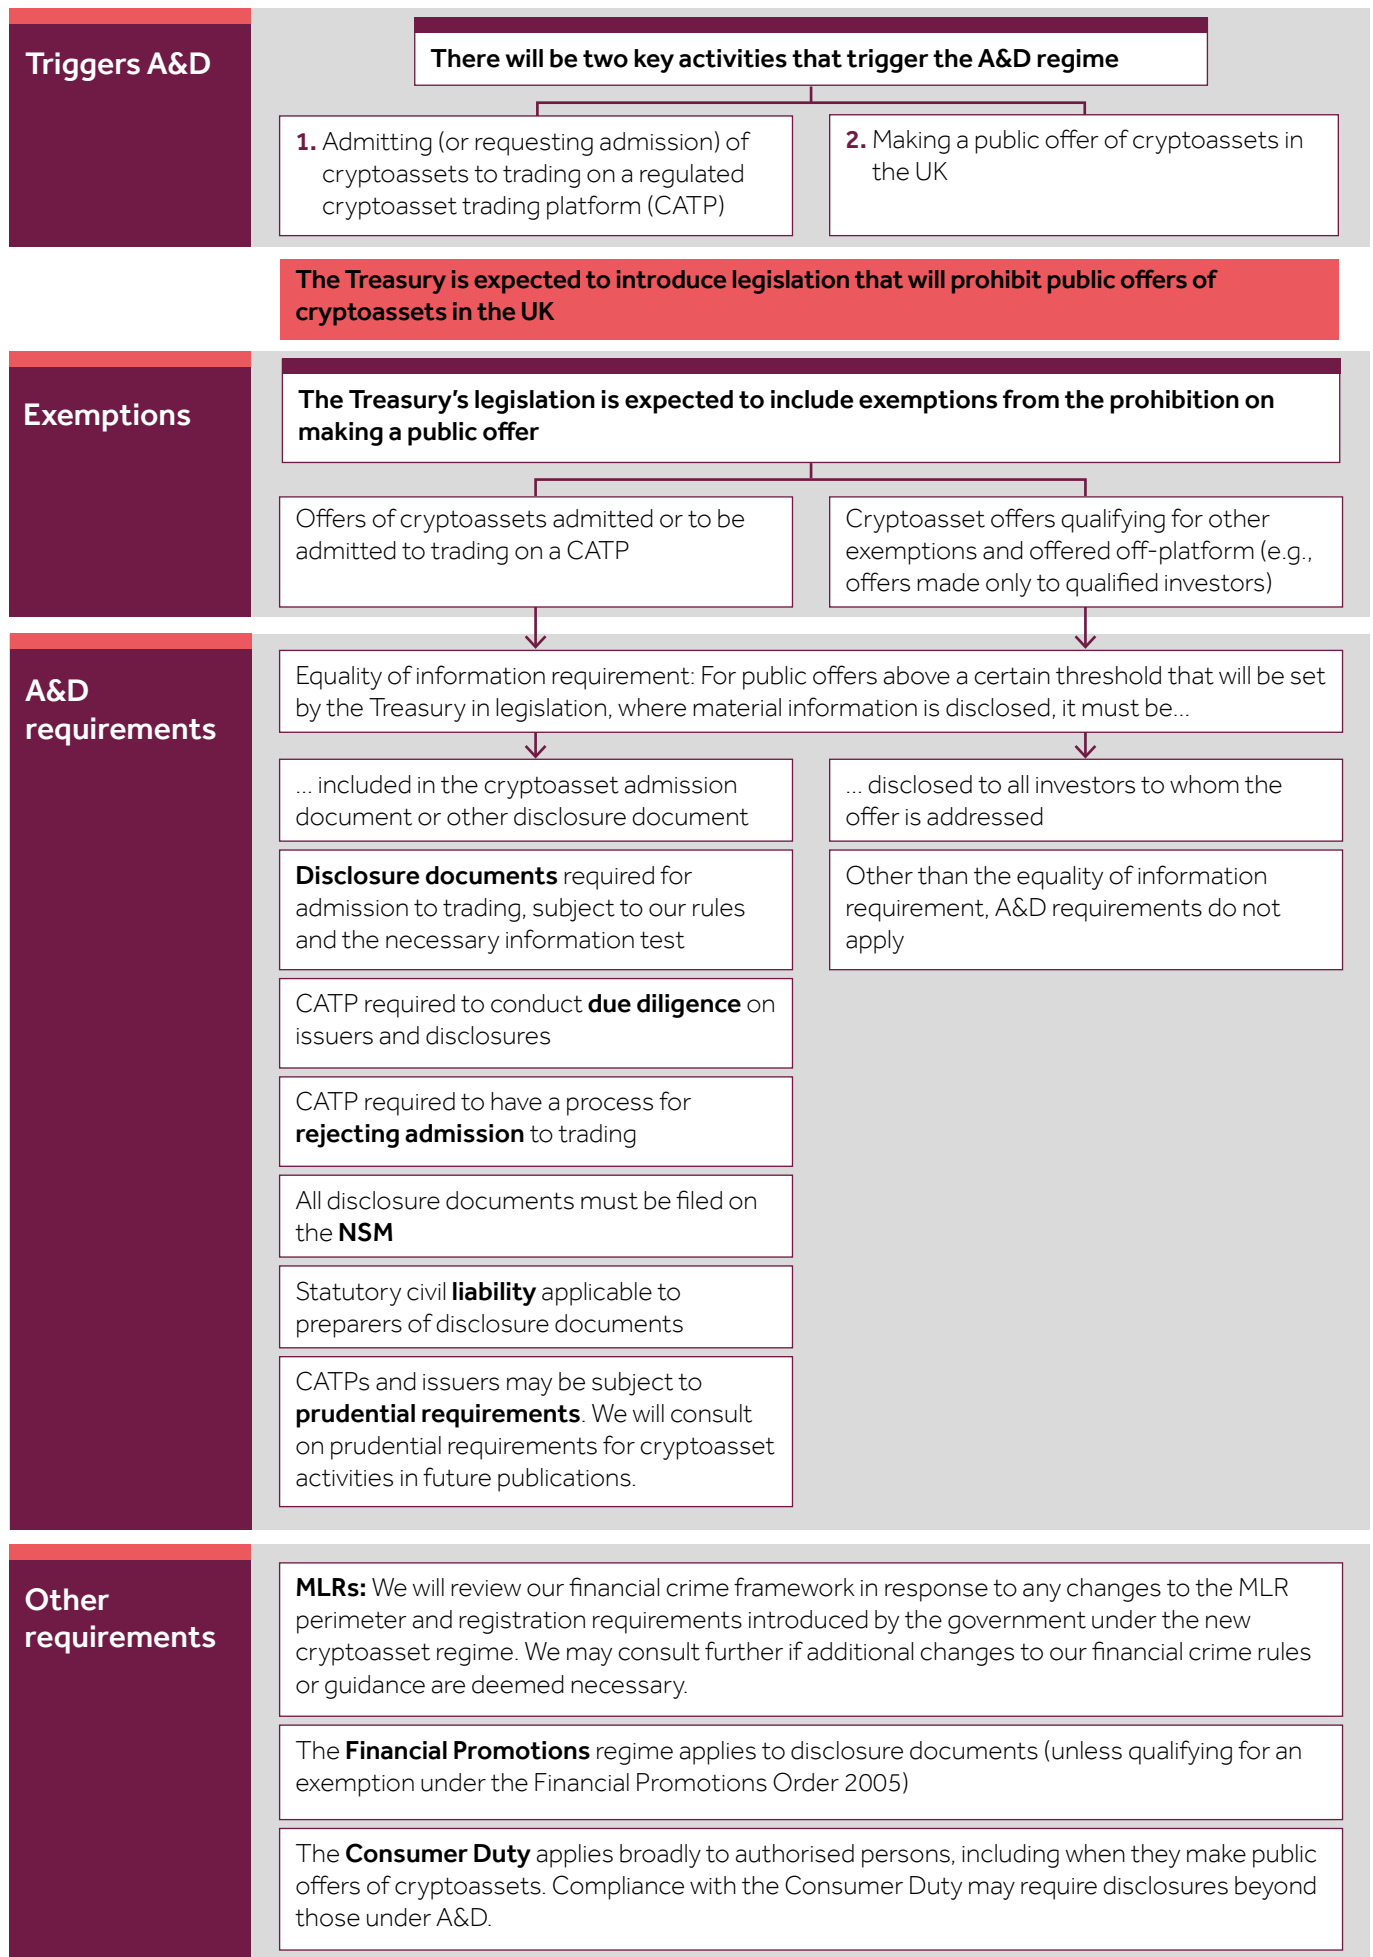 Triggers A&D
There will be two key activities that trigger the A&D regime
1. Admitting (or requesting admission) of
cryptoassets to trading on a regulated
cryptoasset trading platform (CATP)
2. Making a public offer of cryptoassets in
the UK
The Treasury is expected to introduce legislation that will prohibit public offers of
cryptoassets in the UK
Exemptions
The Treasury's legislation is expected to include exemptions from the prohibition on
making a public offer
Offers of cryptoassets admitted or to be
admitted to trading on a CATP
Cryptoasset offers qualifying for other
exemptions and offered off-platform (e.g.,
offers made only to qualified investors)
A&D
requirements
Equality of information requirement: For public offers above a certain threshold that will be set
by the Treasury in legislation, where material information is disclosed, it must be...
... included in the cryptoasset admission
document or other disclosure document
... disclosed to all investors to whom the
offer is addressed
Disclosure documents required for
admission to trading, subject to our rules
and the necessary information test
Other than the equality of information
requirement, A&D requirements do not
apply
CATP required to conduct due diligence on
issuers and disclosures
CATP required to have a process for
rejecting admission to trading
All disclosure documents must be filed on
the NSM
Statutory civil liability applicable to
preparers of disclosure documents
CATPs and issuers may be subject to
prudential requirements. We will consult
on prudential requirements for cryptoasset
activities in future publications.
Other
requirements
MLRs: We will review our financial crime framework in response to any changes to the MLR
perimeter and registration requirements introduced by the government under the new
cryptoasset regime. We may consult further if additional changes to our financial crime rules
or guidance are deemed necessary.
The Financial Promotions regime applies to disclosure documents (unless qualifying for an
exemption under the Financial Promotions Order 2005)
The Consumer Duty applies broadly to authorised persons, including when they make public
offers of cryptoassets. Compliance with the Consumer Duty may require disclosures beyond
those under A&D.